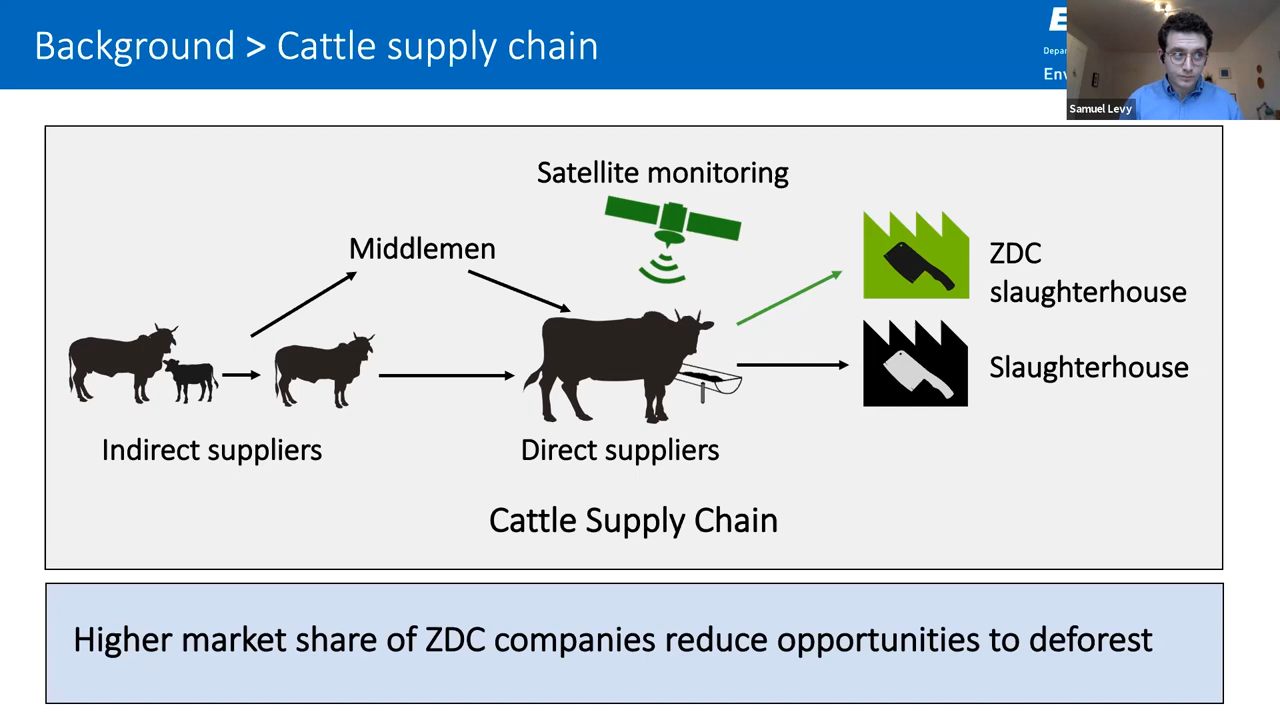 Background > Cattle supply chain
Samuel Levy
Satellite monitoring
Middlemen
ZDC
slaughterhouse
Slaughterhouse
Indirect suppliers
Direct suppliers
Cattle Supply Chain
Higher market share of ZDC companies reduce opportunities to deforest